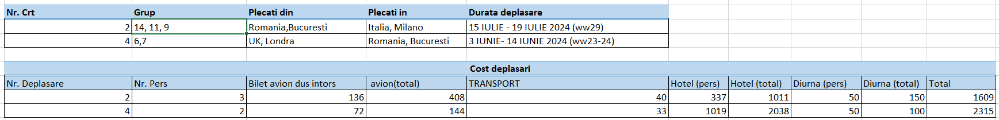 Nr. Crt Grup Plecati din Plecati in Durata deplasare
2 14, 11, 9 Romania,Bucuresti Italia, Milano 15 IULIE - 19 IULIE 2024 (ww29)
4 6,7 UK, Londra Romania, Bucuresti 3 IUNIE- 14 IUNIE 2024 (ww23-24)
Cost deplasari
Nr. Deplasare Nr. Pers Bilet avion dus intors avion(total) TRANSPORT Hotel (pers) Hotel (total) Diurna (pers) Diurna (total) Total
2 3 136 408 40 337 1011 50 150 1609
4 2 72 144 33 1019 2038 50 100 2315